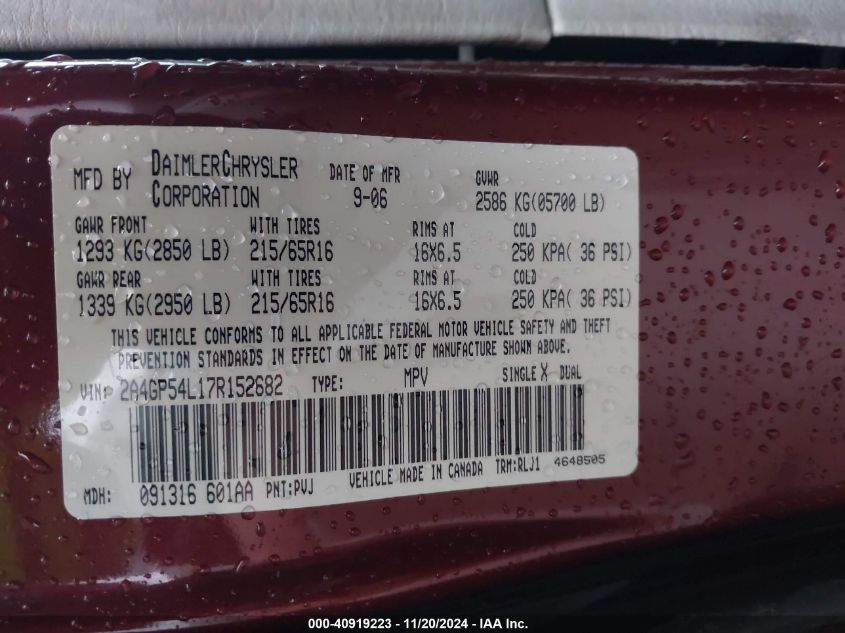 MFD BY DAIMLERCHRYSLER CORPORATION DATE OF MFR 9-06 GVWR 2586 KG(05700 LB)
GAWR FRONT WITH TIRES RIMS AT COLD
1293 KG(2850 LB) 215/65R16 16X6.5 250 KPA( 36 PSI)
GAWR REAR WITH TIRES RIMS AT COLD
1339 KG(2950 LB) 215/65R16 16X6.5 250 KPA( 36 PSI)
THIS VEHICLE CONFORMS TO ALL APPLICABLE FEDERAL MOTOR VEHICLE SAFETY AND THEFT
PREVENTION STANDARDS IN EFFECT ON THE DATE OF MANUFACTURE SHOWN ABOVE.
VIN: 2A4GP54L17R152682 TYPE: MPV SINGLE X DUAL
MDH: 091316 601AA PNT:PVJ VEHICLE MADE IN CANADA TRM:RLJ1 4648505
000-40919223 - 11/20/2024 - IAA Inc.